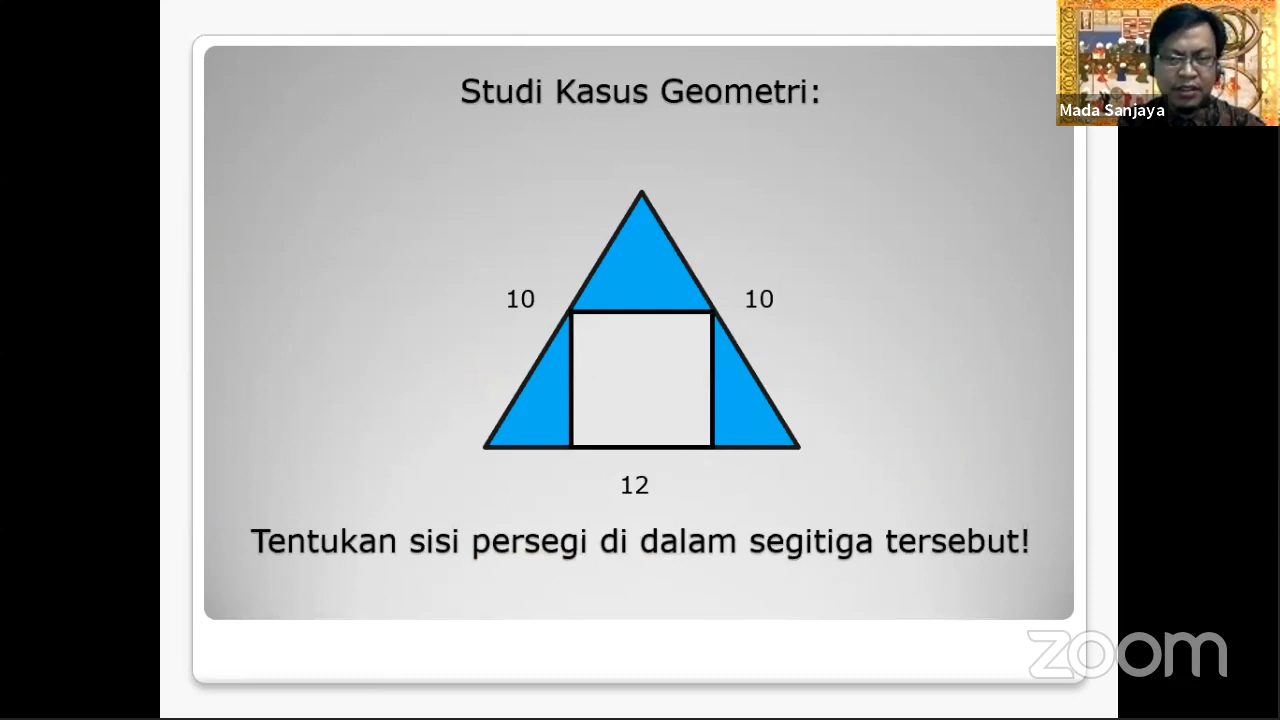 Studi Kasus Geometri:
Mada Sanjaya
10
10
12
Tentukan sisi persegi di dalam segitiga tersebut!
zoom